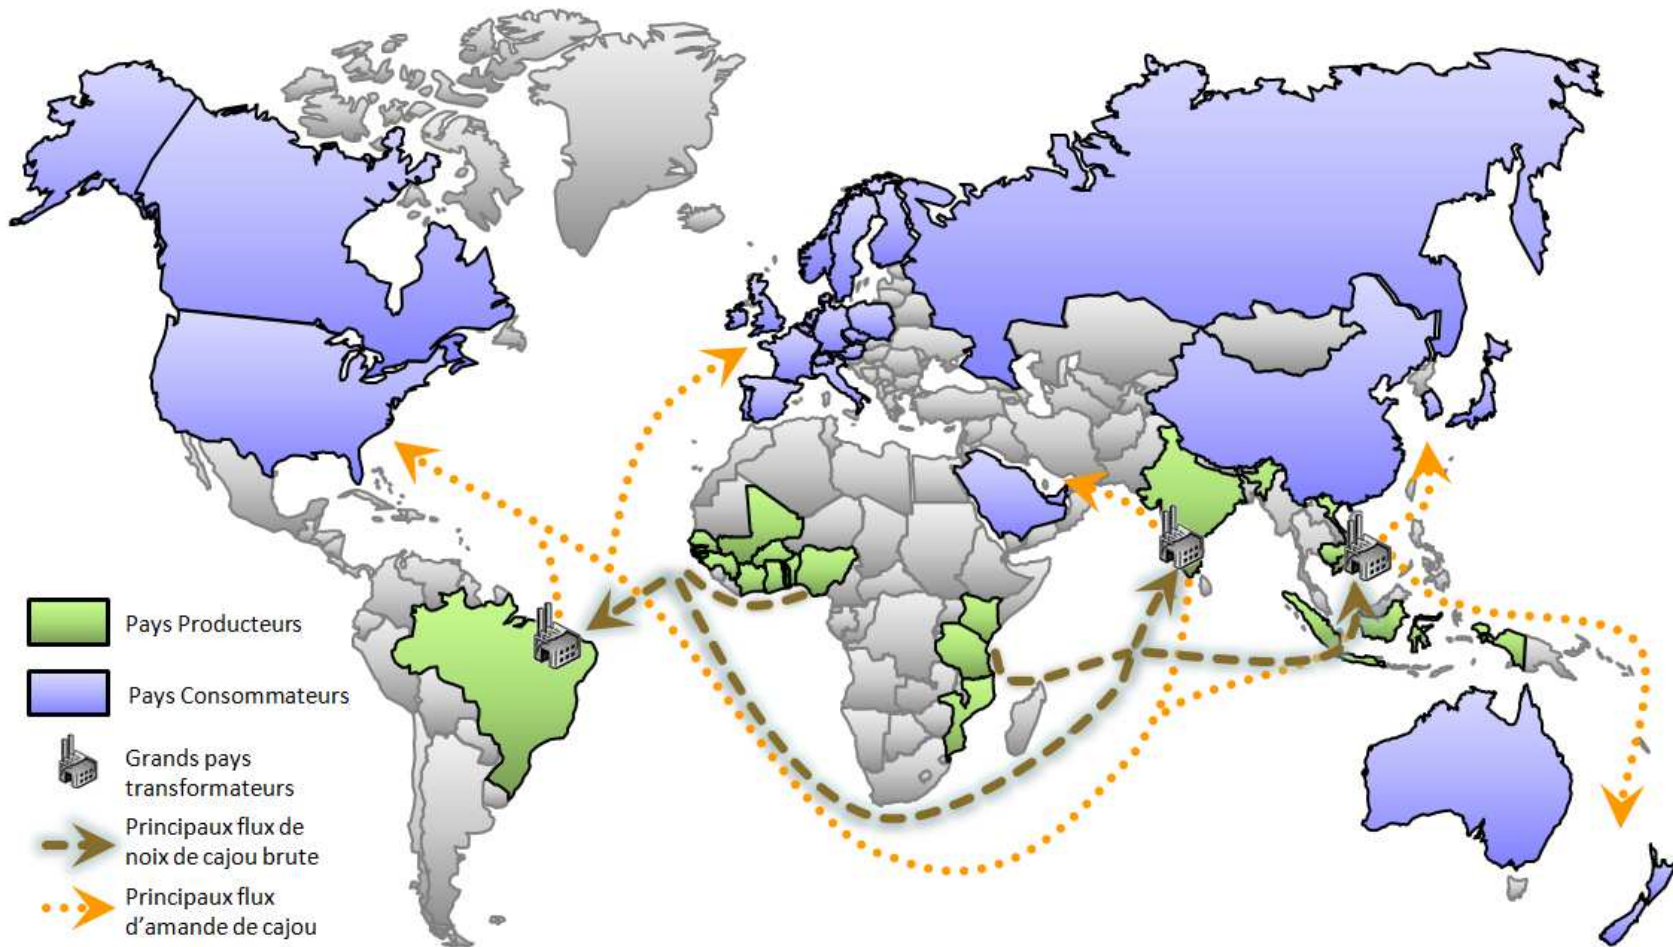 Pays Producteurs
Pays Consommateurs
Grands pays
transformateurs
Principaux flux de
noix de cajou brute
Principaux flux
d'amande de cajou